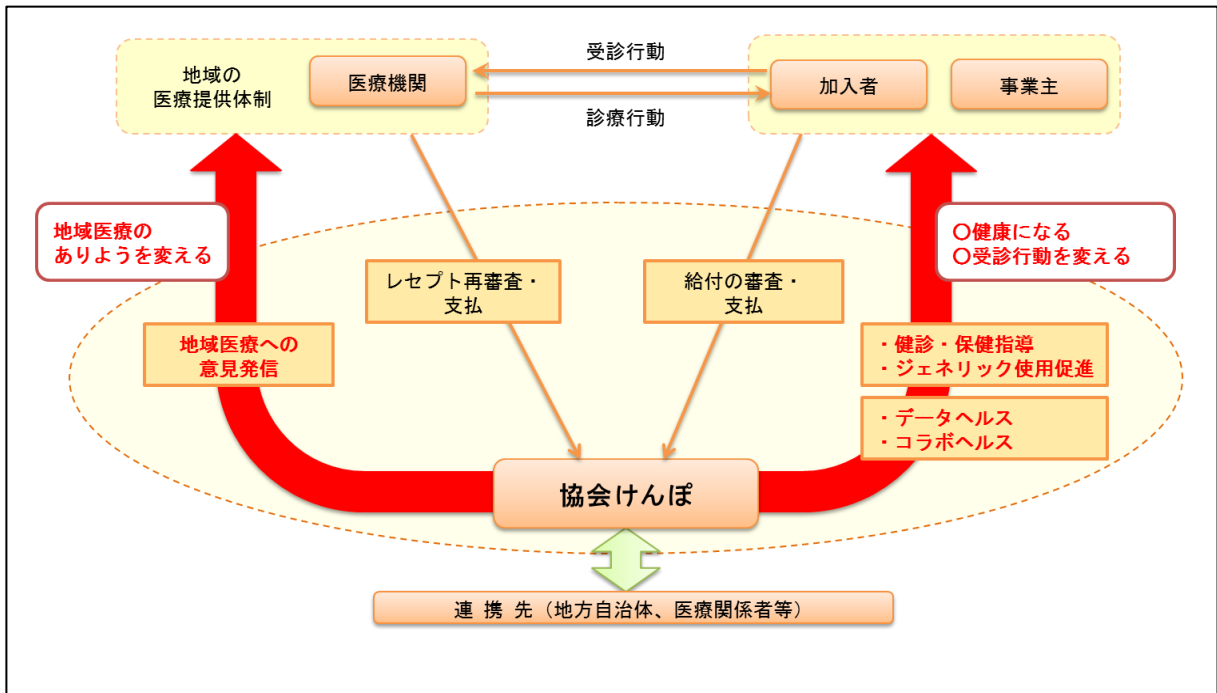 受診行動
地域の
医療提供体制
医療機関
加入者
事業主
診療行動
地域医療の
ありようを変える
〇健康になる
〇受診行動を変える
レセプト再審査・
支払
給付の審査・
支払
地域医療への
意見発信
・健診・保健指導
・ジェネリック使用促進
・データヘルス
・コラボヘルス
協会けんぽ
連 携 先（地方自治体、医療関係者等）